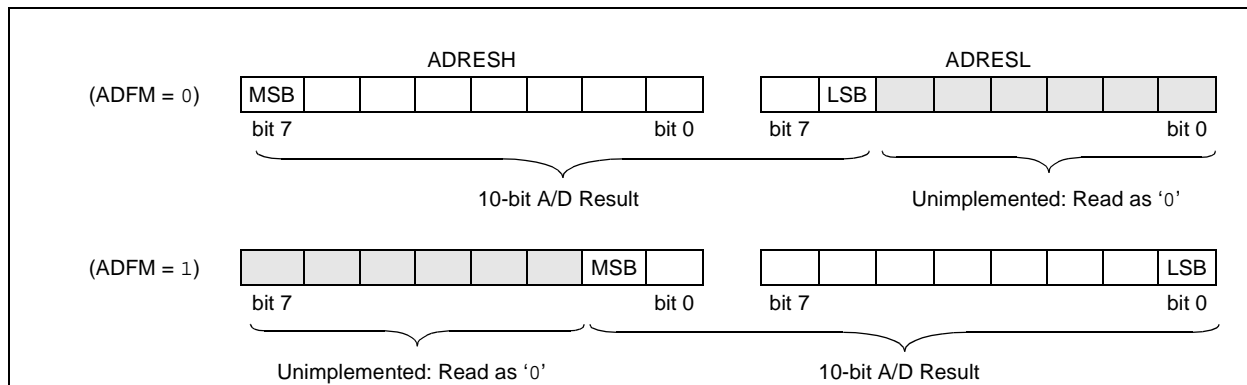 ADRESH ADRESL
(ADFM = 0) MSB LSB
bit 7 bit 0 bit 7 bit 0
10-bit A/D Result Unimplemented: Read as ‘0’
(ADFM = 1) MSB LSB
bit 7 bit 0 bit 7 bit 0
Unimplemented: Read as ‘0’ 10-bit A/D Result